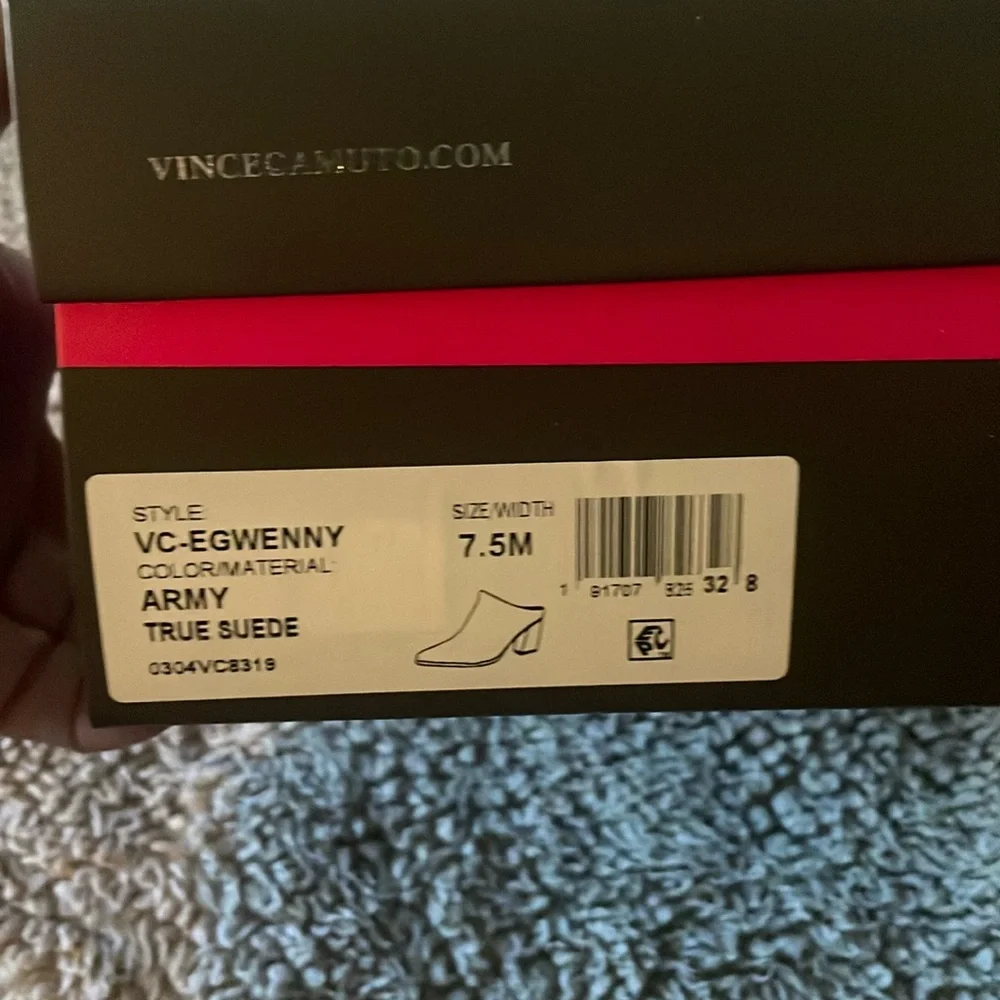 VINCECAMUTO.COM
STYLE:
VC-EGWENNY
COLOR/MATERIAL:
ARMY
TRUE SUEDE
0304VC8319
SIZE/WIDTH
7.5M
1 91707 825 32 8